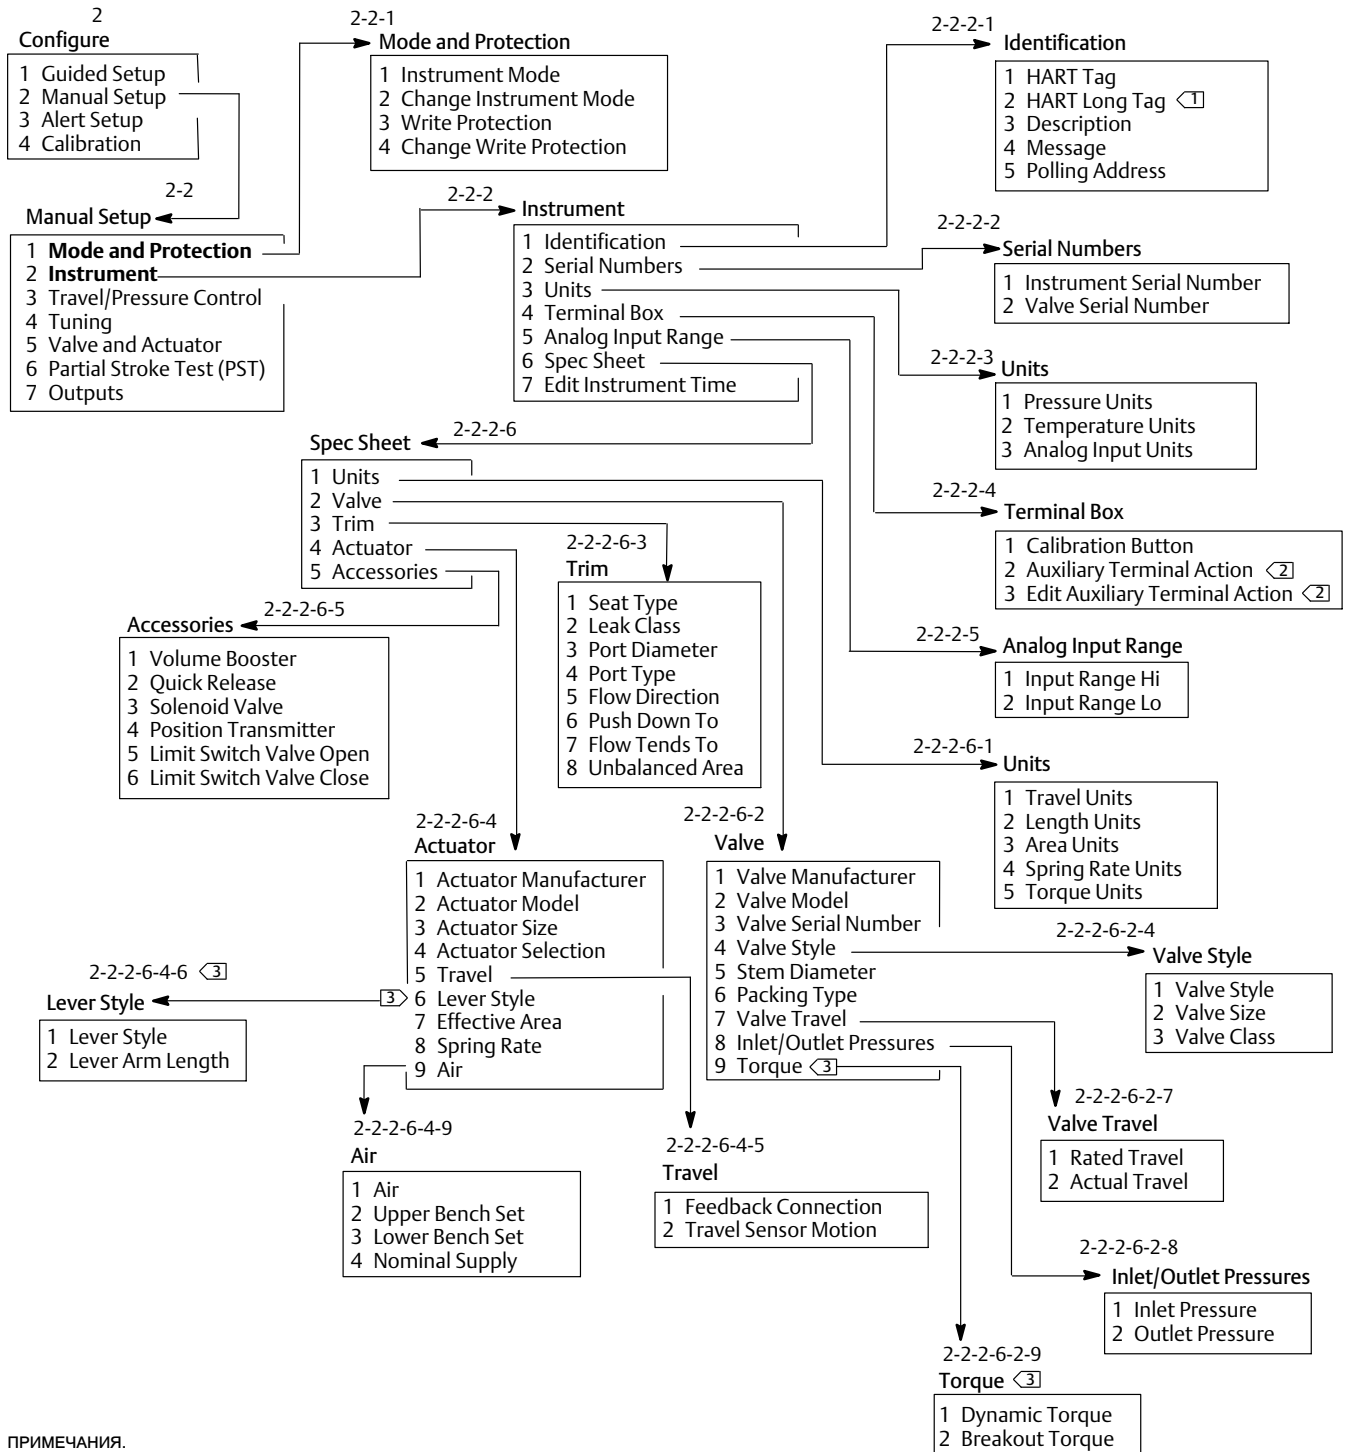 2
Configure
1 Guided Setup
2 Manual Setup
3 Alert Setup
4 Calibration
2-2-1
Mode and Protection
1 Instrument Mode
2 Change Instrument Mode
3 Write Protection
4 Change Write Protection
2-2-2-1
Identification
1 HART Tag
2 HART Long Tag 1
3 Description
4 Message
5 Polling Address
2-2
Manual Setup
1 Mode and Protection
2 Instrument
3 Travel/Pressure Control
4 Tuning
5 Valve and Actuator
6 Partial Stroke Test (PST)
7 Outputs
2-2-2
Instrument
1 Identification
2 Serial Numbers
3 Units
4 Terminal Box
5 Analog Input Range
6 Spec Sheet
7 Edit Instrument Time
2-2-2-2
Serial Numbers
1 Instrument Serial Number
2 Valve Serial Number
2-2-2-3
Units
1 Pressure Units
2 Temperature Units
3 Analog Input Units
2-2-2-6
Spec Sheet
1 Units
2 Valve
3 Trim
4 Actuator
5 Accessories
2-2-2-4
Terminal Box
1 Calibration Button
2 Auxiliary Terminal Action 2
3 Edit Auxiliary Terminal Action 2
2-2-2-6-3
Trim
1 Seat Type
2 Leak Class
3 Port Diameter
4 Port Type
5 Flow Direction
6 Push Down To
7 Flow Tends To
8 Unbalanced Area
2-2-2-6-5
Accessories
1 Volume Booster
2 Quick Release
3 Solenoid Valve
4 Position Transmitter
5 Limit Switch Valve Open
6 Limit Switch Valve Close
2-2-2-5
Analog Input Range
1 Input Range Hi
2 Input Range Lo
2-2-2-6-1
Units
1 Travel Units
2 Length Units
3 Area Units
4 Spring Rate Units
5 Torque Units
2-2-2-6-4
Actuator
1 Actuator Manufacturer
2 Actuator Model
3 Actuator Size
4 Actuator Selection
5 Travel
3 6 Lever Style
7 Effective Area
8 Spring Rate
9 Air
2-2-2-6-2
Valve
1 Valve Manufacturer
2 Valve Model
3 Valve Serial Number
4 Valve Style
5 Stem Diameter
6 Packing Type
7 Valve Travel
8 Inlet/Outlet Pressures
9 Torque 3
2-2-2-6-2-4
Valve Style
1 Valve Style
2 Valve Size
3 Valve Class
2-2-2-6-4-6 3
Lever Style
1 Lever Style
2 Lever Arm Length
2-2-2-6-4-9
Air
1 Air
2 Upper Bench Set
3 Lower Bench Set
4 Nominal Supply
2-2-2-6-4-5
Travel
1 Feedback Connection
2 Travel Sensor Motion
2-2-2-6-2-7
Valve Travel
1 Rated Travel
2 Actual Travel
2-2-2-6-2-8
Inlet/Outlet Pressures
1 Inlet Pressure
2 Outlet Pressure
2-2-2-6-2-9
Torque 3
1 Dynamic Torque
2 Breakout Torque
ПРИМЕЧАНИЯ.